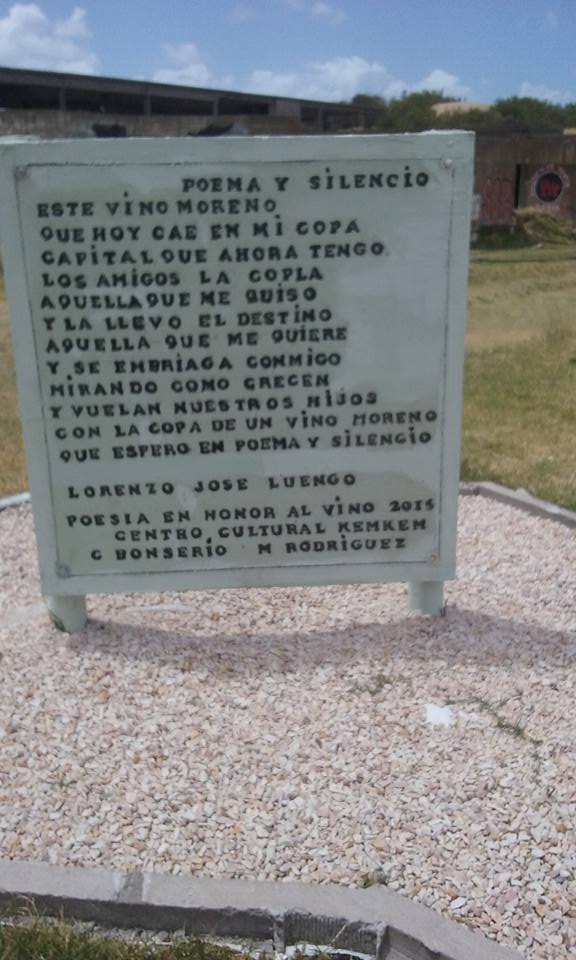 POEMA Y SILENCIO
ESTE VINO MORENO
QUE HOY CAE EN MI COPA
CAPITAL QUE AHORA TENGO.
LOS AMIGOS LA COPLA
AQUELLA QUE ME QUISO
Y LA LLEVO EL DESTINO
AQUELLA QUE ME QUIERE
Y SE EMBRIAGA CONMIGO
MIRANDO COMO CRECEN
Y VUELAN NUESTROS HIJOS
CON LA COPA DE UN VINO MORENO
QUE ESPERO EN POEMA Y SILENCIO
LORENZO JOSE LUENGO
POESIA EN HONOR AL VINO 2015
CENTRO CULTURAL KEMKEM
C BONSERIO M RODRIGUEZ